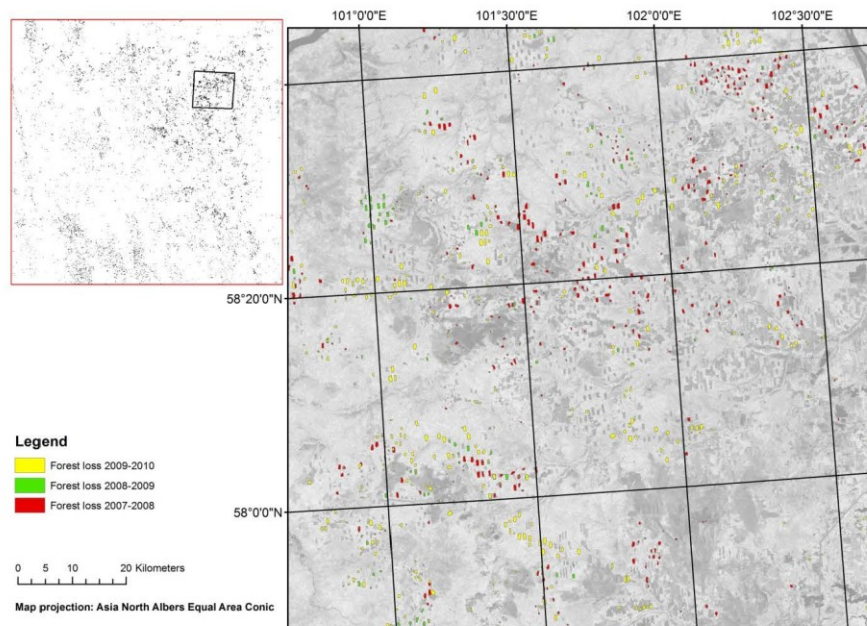 101°0'0"E 101°30'0"E 102°0'0"E 102°30'0"E
58°20'0"N
Legend
Forest loss 2009-2010
Forest loss 2008-2009
Forest loss 2007-2008
58°0'0"N
0 5 10 20 Kilometers
Map projection: Asia North Albers Equal Area Conic